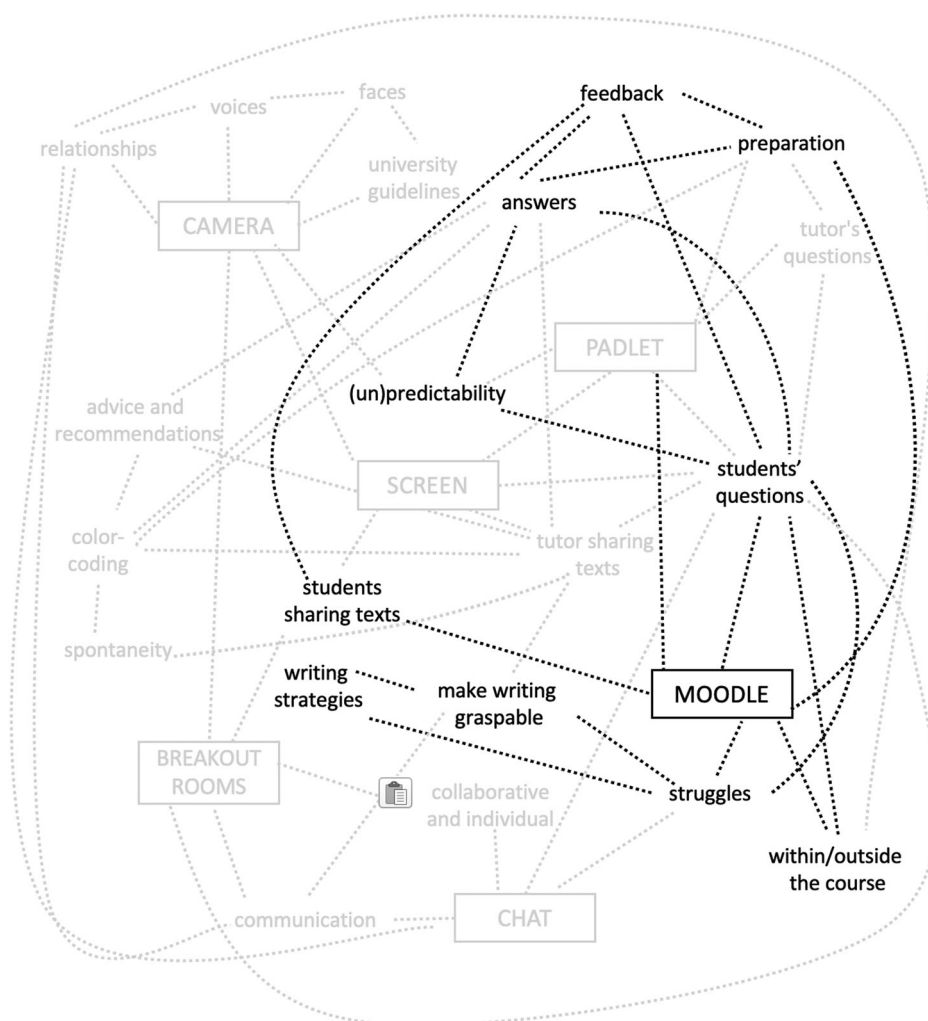 faces
feedback
voices
relationships
preparation
university
guidelines
answers
CAMERA
tutor's
questions
PADLET
(un)predictability
advice and
recommendations
students’
questions
SCREEN
color-
coding
tutor sharing
texts
students
sharing texts
spontaneity
writing
strategies
make writing
graspable
MOODLE
BREAKOUT
ROOMS
collaborative
and individual
struggles
within/outside
the course
communication
CHAT